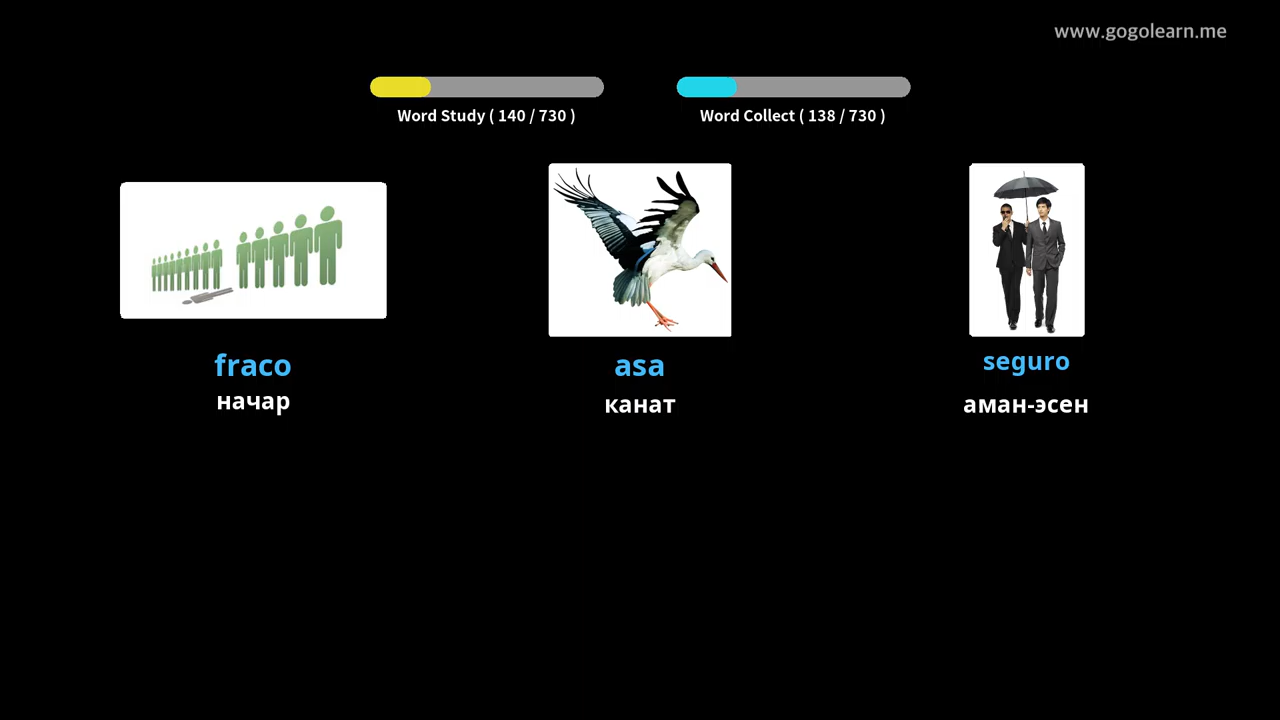 www.gogolearn.me
Word Study ( 140 / 730 )
Word Collect ( 138 / 730 )
fraco
начар
asa
канат
seguro
аман-эсен